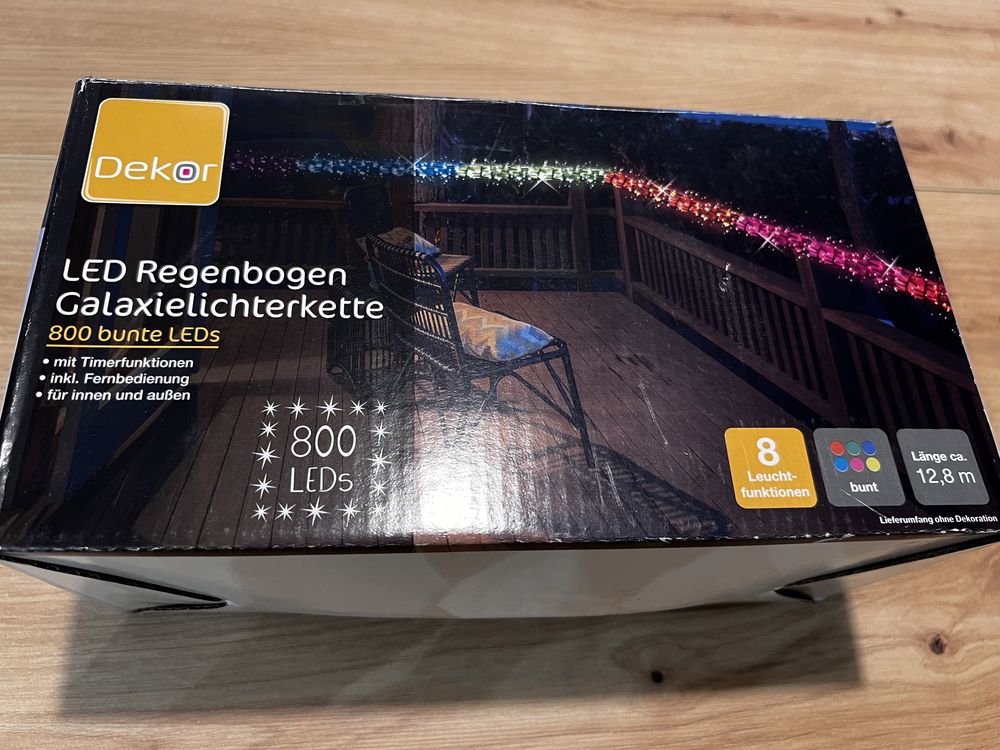 Dekor
LED Regenbogen
Galaxielichterkette
800 bunte LEDs
• mit Timerfunktionen
• inkl. Fernbedienung
• für innen und außen
800
LEDs
8
Leucht-
funktionen
bunt
Länge ca.
12,8 m
Lieferumfang ohne Dekoration